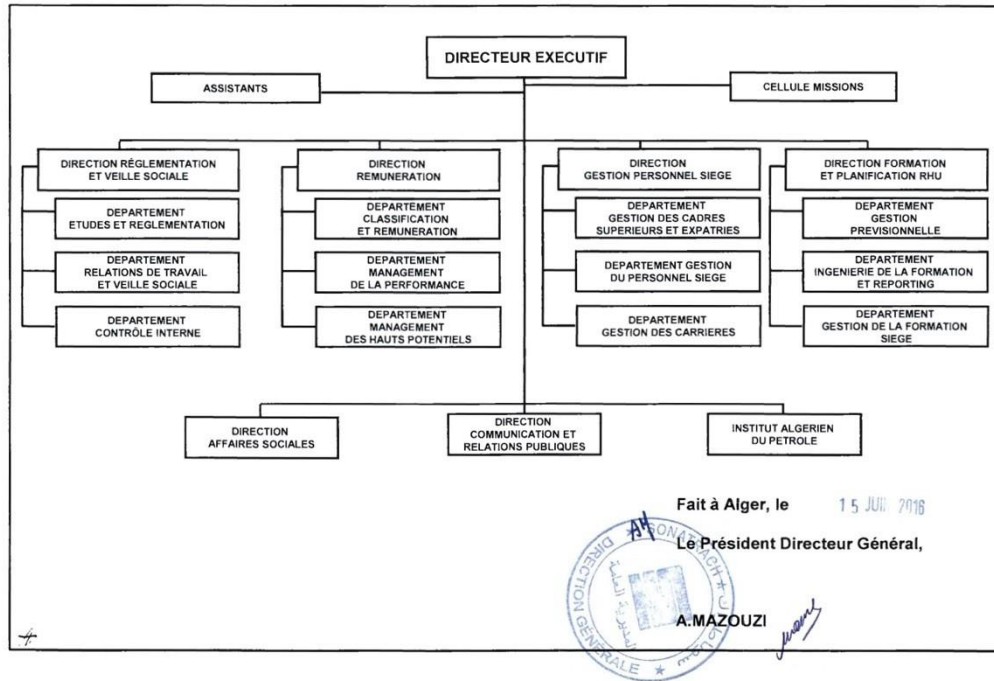 DIRECTEUR EXECUTIF
ASSISTANTS
CELLULE MISSIONS
DIRECTION RÉGLEMENTATION
ET VEILLE SOCIALE
DEPARTEMENT
ETUDES ET REGLEMENTATION
DEPARTEMENT
RELATIONS DE TRAVAIL
ET VEILLE SOCIALE
DEPARTEMENT
CONTRÔLE INTERNE
DIRECTION
REMUNERATION
DEPARTEMENT
CLASSIFICATION
ET REMUNERATION
DEPARTEMENT
MANAGEMENT
DE LA PERFORMANCE
DEPARTEMENT
MANAGEMENT
DES HAUTS POTENTIELS
DIRECTION
GESTION PERSONNEL SIEGE
DEPARTEMENT
GESTION DES CADRES
SUPERIEURS ET EXPATRIES
DEPARTEMENT GESTION
DU PERSONNEL SIEGE
DEPARTEMENT
GESTION DES CARRIERES
DIRECTION FORMATION
ET PLANIFICATION RHU
DEPARTEMENT
GESTION
PREVISIONNELLE
DEPARTEMENT
INGENIERIE DE LA FORMATION
ET REPORTING
DEPARTEMENT
GESTION DE LA FORMATION
SIEGE
DIRECTION
AFFAIRES SOCIALES
DIRECTION
COMMUNICATION ET
RELATIONS PUBLIQUES
INSTITUT ALGERIEN
DU PETROLE
Fait à Alger, le 15 JUIN 2016
Le Président Directeur Général,
A.MAZOUZI
SONATRACH
سوناطراك
DIRECTION GÉNÉRALE
المديرية العامة